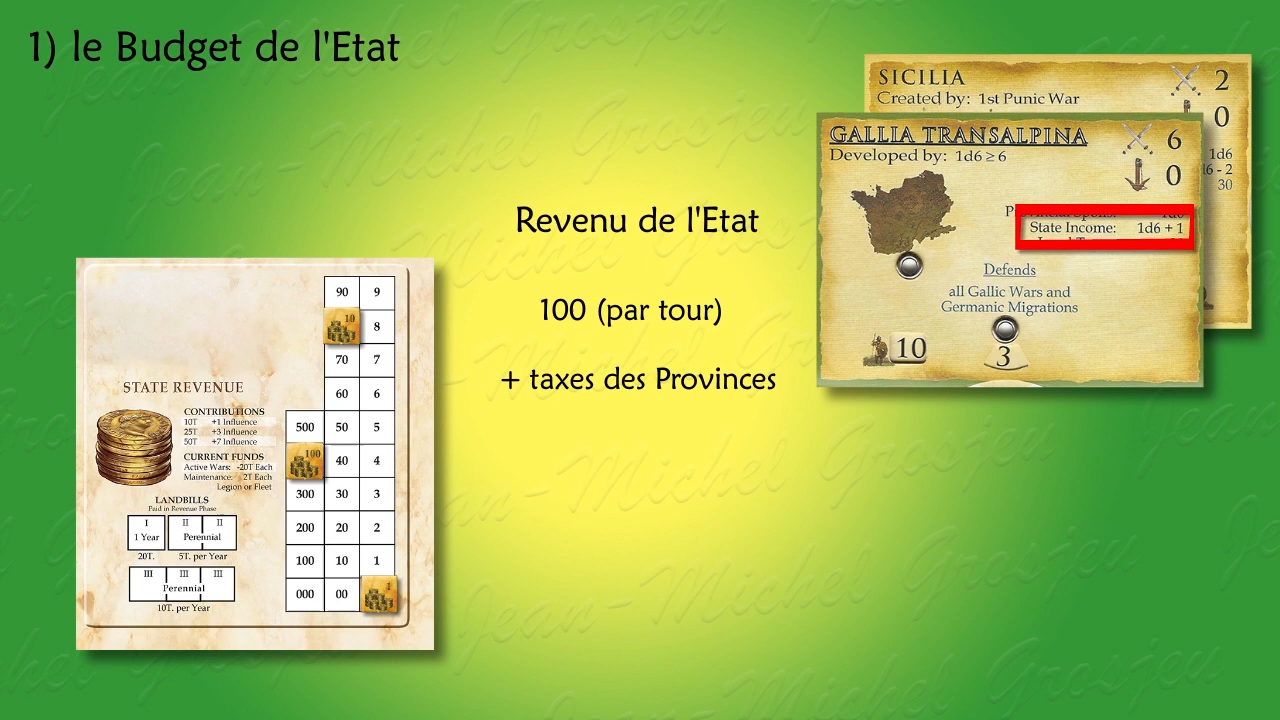 1) le Budget de l'Etat
SICILIA
2
Created by: 1st Punic War
0
1d6
30
GALLIA TRANSALPINA
6
Developed by: 1d6 ≥ 6
0
State Income: 1d6 + 1
Defends
all Gallic Wars and
Germanic Migrations
10
3
Revenu de l'Etat
100 (par tour)
+ taxes des Provinces
STATE REVENUE
CONTRIBUTIONS
10T +1 Influence
25T +3 Influence
50T +7 Influence
CURRENT FUNDS
Active Wars: -20T Each
Maintenance: 2T Each
Legion or Fleet
LANDBILLS
Paid in Revenue Phase
I II II
1 Year Perennial
20T. 5T. per Year
III III III
Perennial
10T. per Year
90 9
10 8
70 7
60 6
500 50 5
100 40 4
300 30 3
200 20 2
100 10 1
000 00 1
Jean-Michel Grosjeu